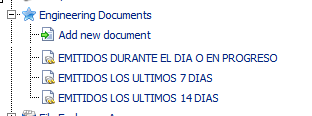 Engineering Documents
Add new document
EMITIDOS DURANTE EL DIA O EN PROGRESO
EMITIDOS LOS ULTIMOS 7 DIAS
EMITIDOS LOS ULTIMOS 14 DIAS